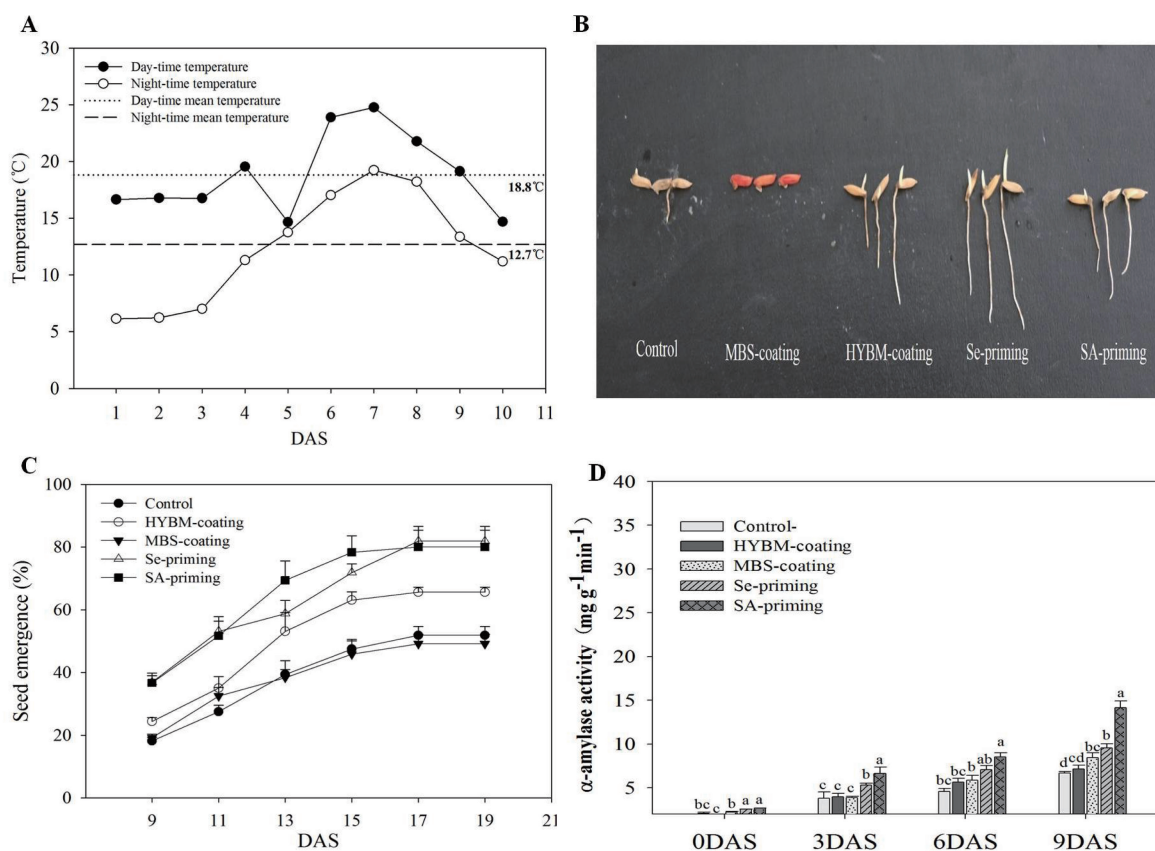 A
30
25
20
15
10
5
0
Temperature (℃)
Day-time temperature
Night-time temperature
Day-time mean temperature
Night-time mean temperature
18.8℃
12.7℃
1 2 3 4 5 6 7 8 9 10 11
DAS
B
Control MBS-coating HYBM-coating Se-priming SA-priming
C
100
80
60
40
20
0
Seed emergence (%)
Control
HYBM-coating
MBS-coating
Se-priming
SA-priming
9 11 13 15 17 19 21
DAS
D
40
35
30
25
20
15
10
5
α-amylase activity (mg g⁻¹min⁻¹)
Control-
HYBM-coating
MBS-coating
Se-priming
SA-priming
bc c b a a
c c c b a
bc bc b ab a
d cd bc b a
0DAS 3DAS 6DAS 9DAS